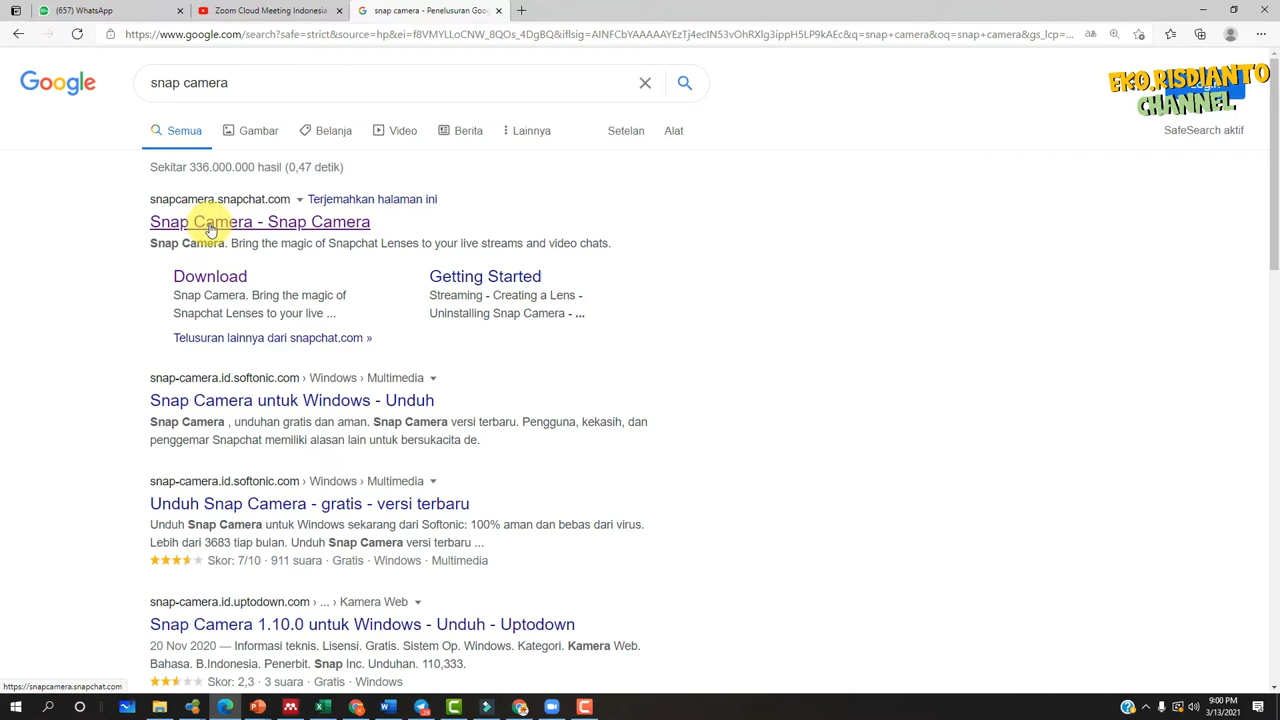 (657) WhatsApp
Zoom Cloud Meeting Indonesia
snap camera - Penelusuran Goo
https://www.google.com/search?safe=strict&source=hp&ei=f8VMYLLoCNW_8QOs_4DgBQ&iflsig=AINFCbYAAAAAYEzTj4ecIN53vOhRXIg3ippH5LP9kAEc&q=snap+camera&oq=snap+camera&gs_lcp=...
Google
snap camera
EKO.RISDIANTO
CHANNEL
Semua
Gambar
Belanja
Video
Berita
Lainnya
Setelan
Alat
SafeSearch aktif
Sekitar 336.000.000 hasil (0,47 detik)
snapcamera.snapchat.com
Terjemahkan halaman ini
Snap Camera - Snap Camera
Snap Camera. Bring the magic of Snapchat Lenses to your live streams and video chats.
Download
Snap Camera. Bring the magic of
Snapchat Lenses to your live ...
Getting Started
Streaming - Creating a Lens -
Uninstalling Snap Camera - ...
Telusuran lainnya dari snapchat.com »
snap-camera.id.softonic.com › Windows › Multimedia
Snap Camera untuk Windows - Unduh
Snap Camera , unduhan gratis dan aman. Snap Camera versi terbaru. Pengguna, kekasih, dan
penggemar Snapchat memiliki alasan lain untuk bersukacita de.
snap-camera.id.softonic.com › Windows › Multimedia
Unduh Snap Camera - gratis - versi terbaru
Unduh Snap Camera untuk Windows sekarang dari Softonic: 100% aman dan bebas dari virus.
Lebih dari 3683 tiap bulan. Unduh Snap Camera versi terbaru ...
Skor: 7/10 · 911 suara · Gratis · Windows · Multimedia
snap-camera.id.uptodown.com › ... › Kamera Web
Snap Camera 1.10.0 untuk Windows - Unduh - Uptodown
20 Nov 2020 — Informasi teknis. Lisensi. Gratis. Sistem Op. Windows. Kategori. Kamera Web.
Bahasa. B.Indonesia. Penerbit. Snap Inc. Unduhan. 110,333.
Skor: 2,3 · 3 suara · Gratis · Windows
https://snapcamera.snapchat.com
9:00 PM
3/13/2021